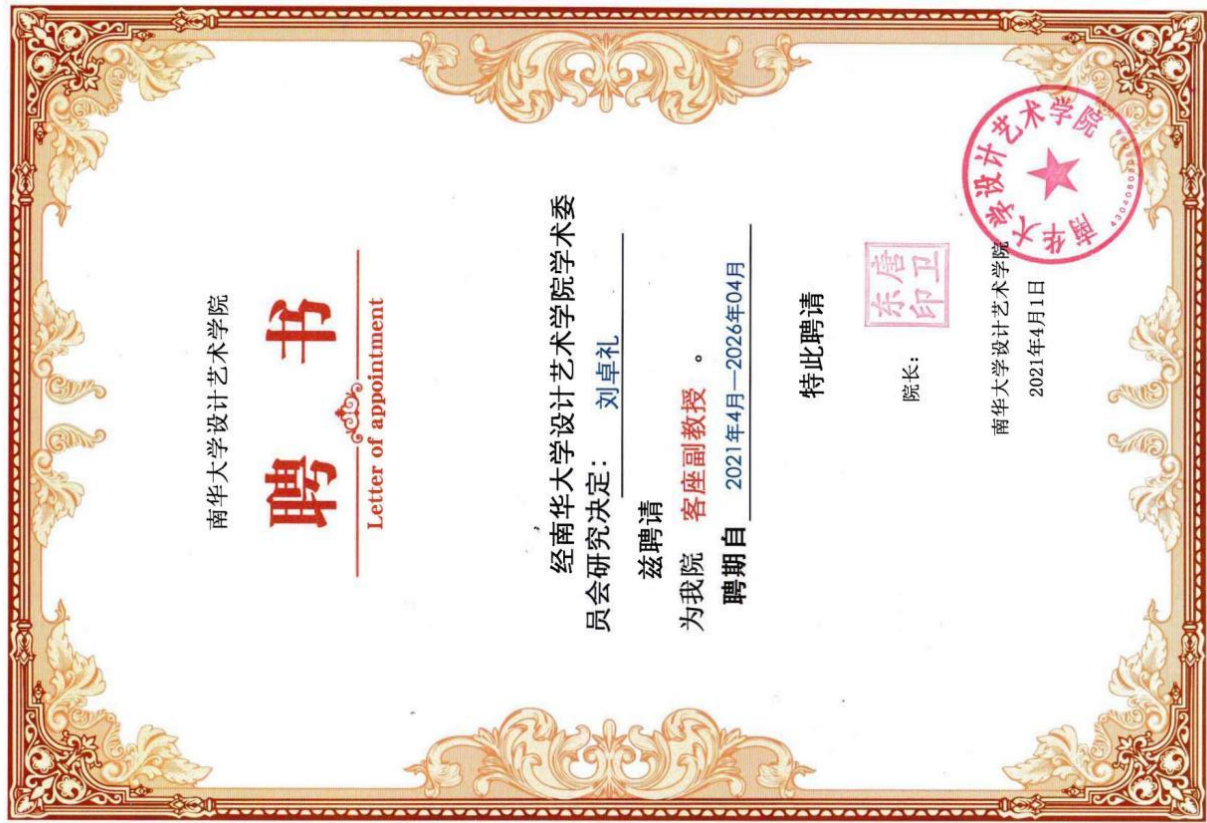 南华大学设计艺术学院
聘 书
Letter of appointment
经南华大学设计艺术学院学术委
员会研究决定： 刘卓礼
兹聘请
为我院 客座副教授 。
聘期自 2021年4月—2026年04月
特此聘请
院长：
唐卫东印
南华大学设计艺术学院
2021年4月1日
南华大学设计艺术学院